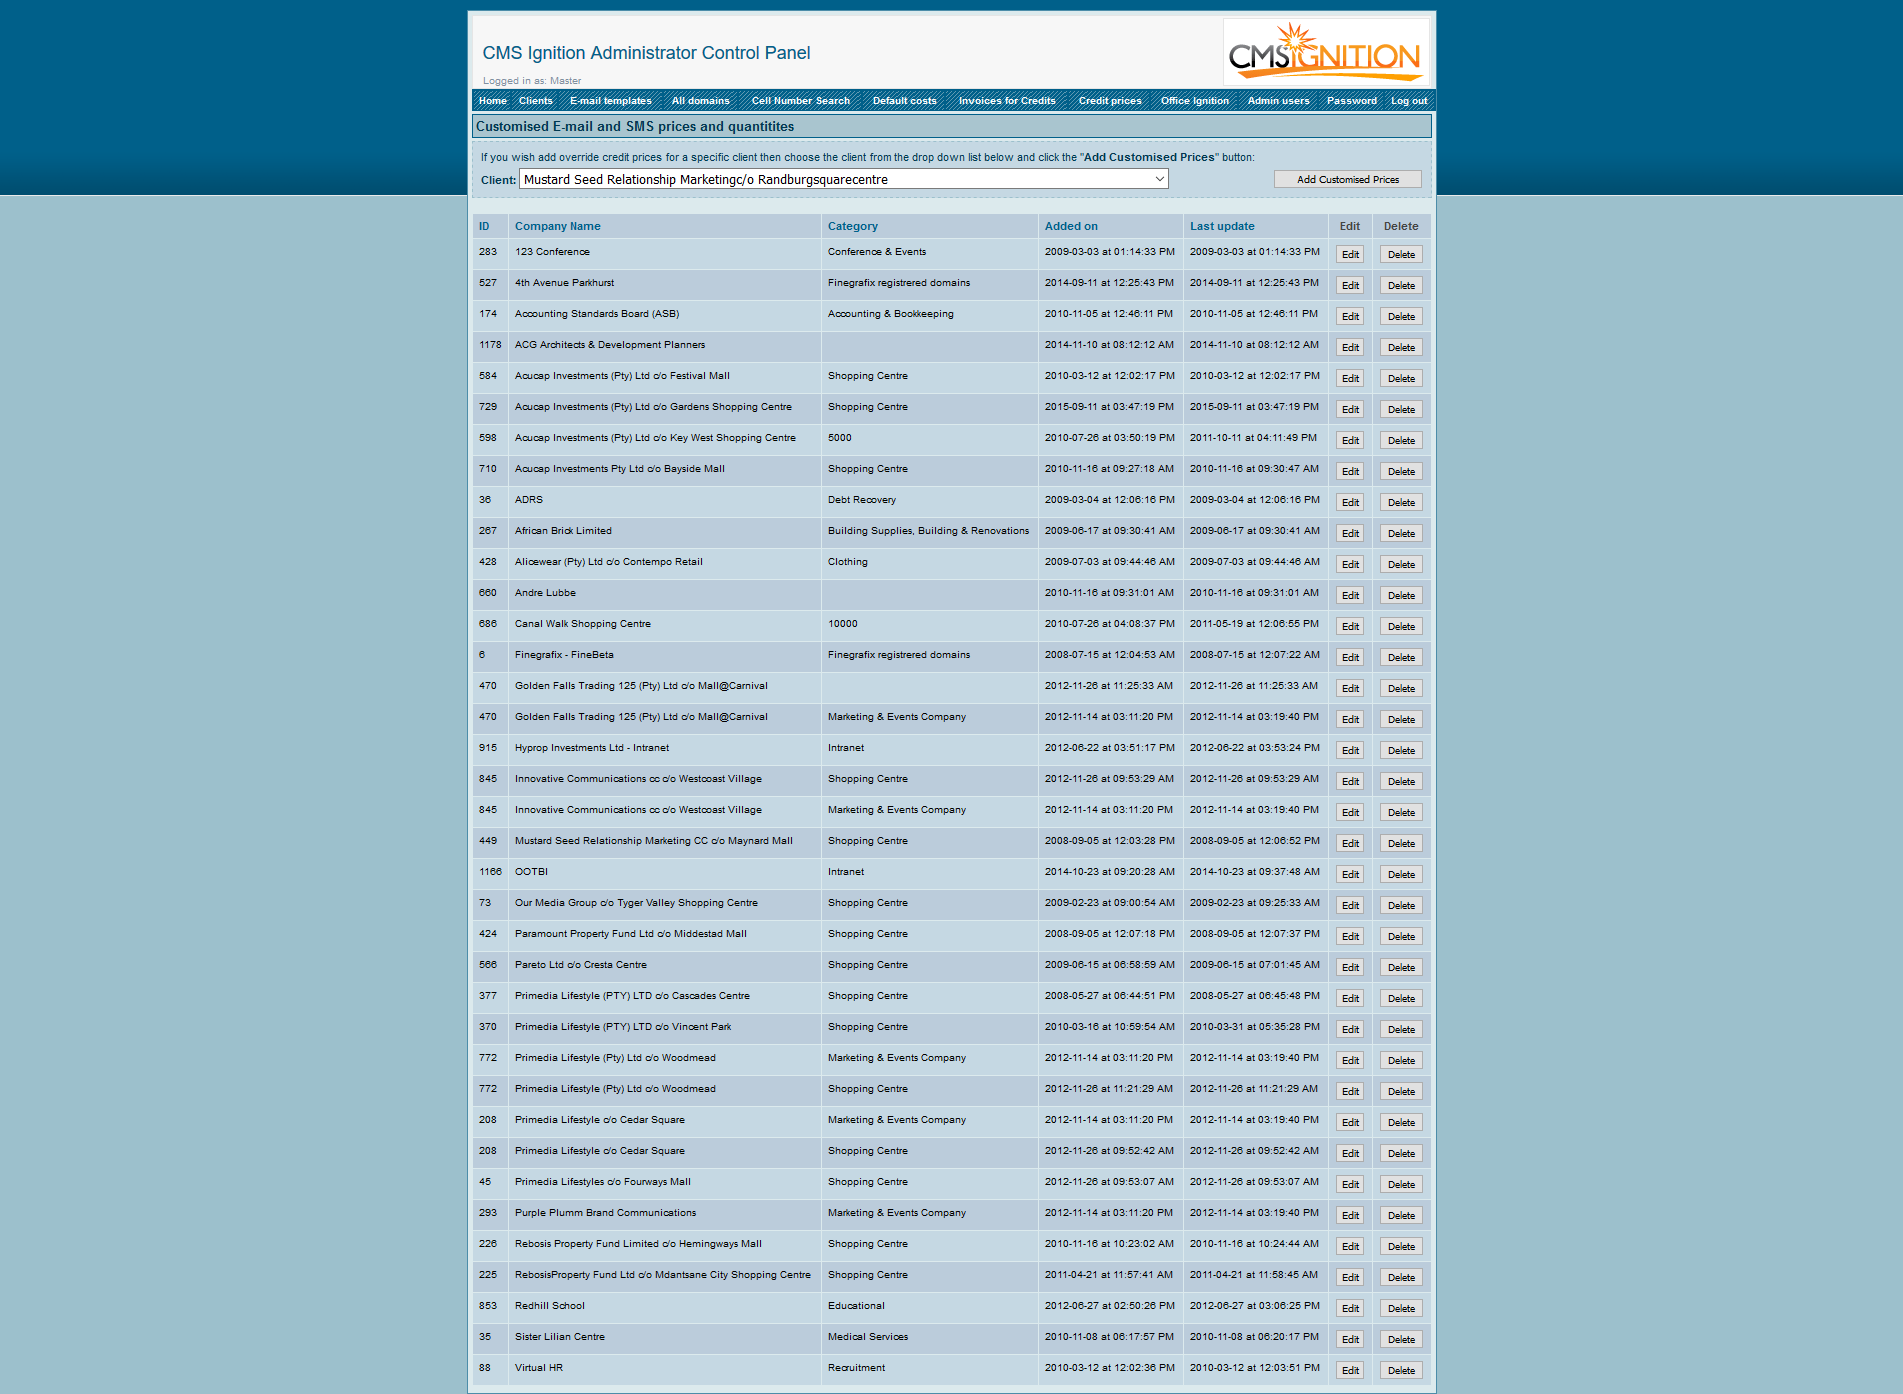 CMS Ignition Administrator Control Panel
CMSIGNITION
Logged in as: Master
Home Clients E-mail templates All domains Cell Number Search Default costs Invoices for Credits Credit prices Office Ignition Admin users Password Log out
Customised E-mail and SMS prices and quantitites
If you wish add override credit prices for a specific client then choose the client from the drop down list below and click the "Add Customised Prices" button:
Client: Mustard Seed Relationship Marketingc/o Randburgsquarecentre Add Customised Prices
ID Company Name Category Added on Last update Edit Delete
283 123 Conference Conference & Events 2009-03-03 at 01:14:33 PM 2009-03-03 at 01:14:33 PM Edit Delete
527 4th Avenue Parkhurst Finegrafix registrered domains 2014-09-11 at 12:25:43 PM 2014-09-11 at 12:25:43 PM Edit Delete
174 Accounting Standards Board (ASB) Accounting & Bookkeeping 2010-11-05 at 12:46:11 PM 2010-11-05 at 12:46:11 PM Edit Delete
1178 ACG Architects & Development Planners 2014-11-10 at 08:12:12 AM 2014-11-10 at 08:12:12 AM Edit Delete
584 Acucap Investments (Pty) Ltd c/o Festival Mall Shopping Centre 2010-03-12 at 12:02:17 PM 2010-03-12 at 12:02:17 PM Edit Delete
729 Acucap Investments (Pty) Ltd c/o Gardens Shopping Centre Shopping Centre 2015-09-11 at 03:47:19 PM 2015-09-11 at 03:47:19 PM Edit Delete
598 Acucap Investments (Pty) Ltd c/o Key West Shopping Centre 5000 2010-07-26 at 03:50:19 PM 2011-10-11 at 04:11:49 PM Edit Delete
710 Acucap Investments Pty Ltd c/o Bayside Mall Shopping Centre 2010-11-16 at 09:27:18 AM 2010-11-16 at 09:30:47 AM Edit Delete
36 ADRS Debt Recovery 2009-03-04 at 12:06:16 PM 2009-03-04 at 12:06:16 PM Edit Delete
267 African Brick Limited Building Supplies, Building & Renovations 2009-06-17 at 09:30:41 AM 2009-06-17 at 09:30:41 AM Edit Delete
428 Alicewear (Pty) Ltd c/o Contempo Retail Clothing 2009-07-03 at 09:44:46 AM 2009-07-03 at 09:44:46 AM Edit Delete
660 Andre Lubbe 2010-11-16 at 09:31:01 AM 2010-11-16 at 09:31:01 AM Edit Delete
686 Canal Walk Shopping Centre 10000 2010-07-26 at 04:08:37 PM 2011-05-19 at 12:06:55 PM Edit Delete
6 Finegrafix - FineBeta Finegrafix registrered domains 2008-07-15 at 12:04:53 AM 2008-07-15 at 12:07:22 AM Edit Delete
470 Golden Falls Trading 125 (Pty) Ltd c/o Mall@Carnival 2012-11-26 at 11:25:33 AM 2012-11-26 at 11:25:33 AM Edit Delete
470 Golden Falls Trading 125 (Pty) Ltd c/o Mall@Carnival Marketing & Events Company 2012-11-14 at 03:11:20 PM 2012-11-14 at 03:19:40 PM Edit Delete
915 Hyprop Investments Ltd - Intranet Intranet 2012-06-22 at 03:51:17 PM 2012-06-22 at 03:53:24 PM Edit Delete
845 Innovative Communications cc c/o Westcoast Village Shopping Centre 2012-11-26 at 09:53:29 AM 2012-11-26 at 09:53:29 AM Edit Delete
845 Innovative Communications cc c/o Westcoast Village Marketing & Events Company 2012-11-14 at 03:11:20 PM 2012-11-14 at 03:19:40 PM Edit Delete
449 Mustard Seed Relationship Marketing CC c/o Maynard Mall Shopping Centre 2008-09-05 at 12:03:28 PM 2008-09-05 at 12:06:52 PM Edit Delete
1166 OOTBI Intranet 2014-10-23 at 09:20:28 AM 2014-10-23 at 09:37:48 AM Edit Delete
73 Our Media Group c/o Tyger Valley Shopping Centre Shopping Centre 2009-02-23 at 09:00:54 AM 2009-02-23 at 09:25:33 AM Edit Delete
424 Paramount Property Fund Ltd c/o Middestad Mall Shopping Centre 2008-09-05 at 12:07:18 PM 2008-09-05 at 12:07:37 PM Edit Delete
566 Pareto Ltd c/o Cresta Centre Shopping Centre 2009-06-15 at 06:58:59 AM 2009-06-15 at 07:01:45 AM Edit Delete
377 Primedia Lifestyle (PTY) LTD c/o Cascades Centre Shopping Centre 2008-05-27 at 06:44:51 PM 2008-05-27 at 06:45:48 PM Edit Delete
370 Primedia Lifestyle (PTY) LTD c/o Vincent Park Shopping Centre 2010-03-16 at 10:59:54 AM 2010-03-31 at 05:35:28 PM Edit Delete
772 Primedia Lifestyle (Pty) Ltd c/o Woodmead Marketing & Events Company 2012-11-14 at 03:11:20 PM 2012-11-14 at 03:19:40 PM Edit Delete
772 Primedia Lifestyle (Pty) Ltd c/o Woodmead Shopping Centre 2012-11-26 at 11:21:29 AM 2012-11-26 at 11:21:29 AM Edit Delete
208 Primedia Lifestyle c/o Cedar Square Marketing & Events Company 2012-11-14 at 03:11:20 PM 2012-11-14 at 03:19:40 PM Edit Delete
208 Primedia Lifestyle c/o Cedar Square Shopping Centre 2012-11-26 at 09:52:42 AM 2012-11-26 at 09:52:42 AM Edit Delete
45 Primedia Lifestyles c/o Fourways Mall Shopping Centre 2012-11-26 at 09:53:07 AM 2012-11-26 at 09:53:07 AM Edit Delete
293 Purple Plumm Brand Communications Marketing & Events Company 2012-11-14 at 03:11:20 PM 2012-11-14 at 03:19:40 PM Edit Delete
226 Rebosis Property Fund Limited c/o Hemingways Mall Shopping Centre 2010-11-16 at 10:23:02 AM 2010-11-16 at 10:24:44 AM Edit Delete
225 RebosisProperty Fund Ltd c/o Mdantsane City Shopping Centre Shopping Centre 2011-04-21 at 11:57:41 AM 2011-04-21 at 11:58:45 AM Edit Delete
853 Redhill School Educational 2012-06-27 at 02:50:26 PM 2012-06-27 at 03:06:25 PM Edit Delete
35 Sister Lilian Centre Medical Services 2010-11-08 at 06:17:57 PM 2010-11-08 at 06:20:17 PM Edit Delete
88 Virtual HR Recruitment 2010-03-12 at 12:02:36 PM 2010-03-12 at 12:03:51 PM Edit Delete